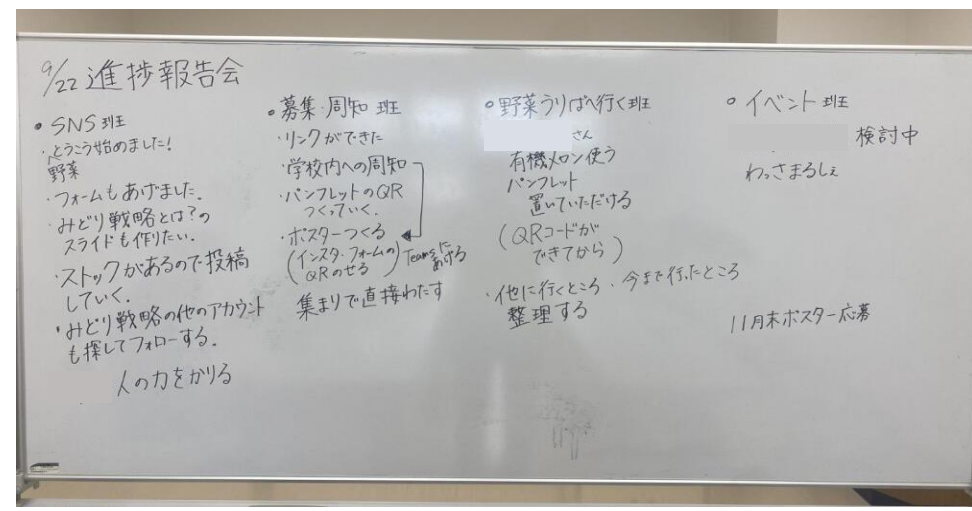 9/22 進捗報告会
• SNS 班
・とうこう始めました!
野菜
・フォームもあげました.
・みどり戦略とは?の
スライドも作りたい.
・ストックがあるので投稿
していく.
・みどり戦略の他のアカウント
も探してフォローする.
人の力をかりる
• 募集・周知 班
・リンクができた
・学校内への周知
・パンフレットのQR
つくっていく.
・ポスターつくる
(インスタ・フォームの
QRのせる)
Teamsに
あげる
集まりで直接わたす
• 野菜うりばへ行く班
さん
有機メロン使う
パンフレット
置いていただける
(QRコードが
できてから)
・他に行くところ・今まで行ったところ
整理する
• イベント 班
検討中
わっさまるしぇ
11月末ポスター応募